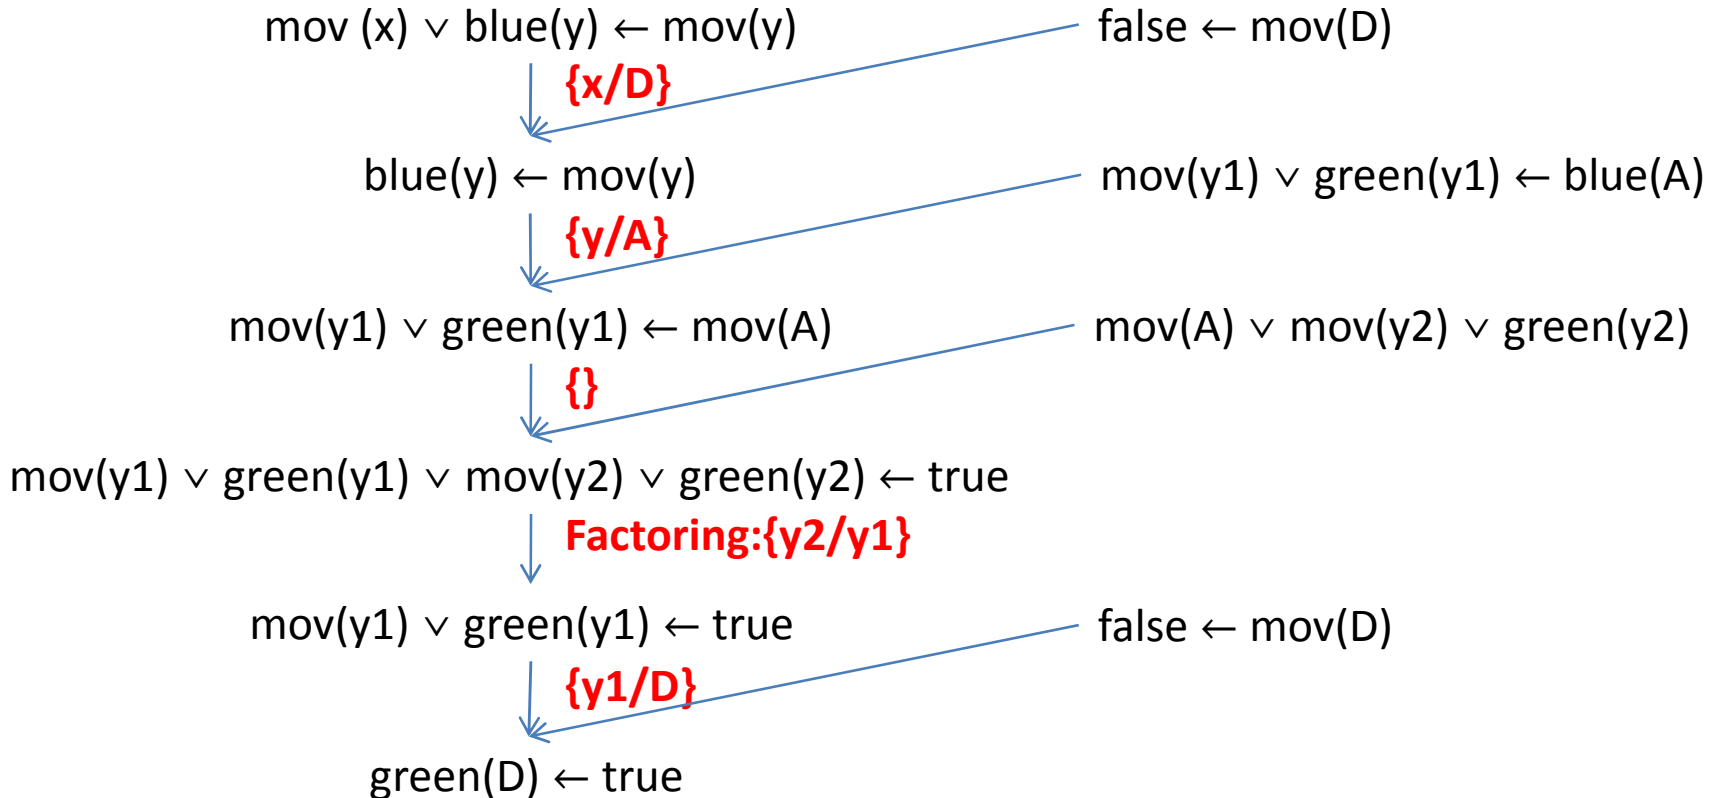 mov (x) ∨ blue(y) ← mov(y) false ← mov(D)
{x/D}
blue(y) ← mov(y) mov(y1) ∨ green(y1) ← blue(A)
{y/A}
mov(y1) ∨ green(y1) ← mov(A) mov(A) ∨ mov(y2) ∨ green(y2)
{}
mov(y1) ∨ green(y1) ∨ mov(y2) ∨ green(y2) ← true
Factoring:{y2/y1}
mov(y1) ∨ green(y1) ← true false ← mov(D)
{y1/D}
green(D) ← true